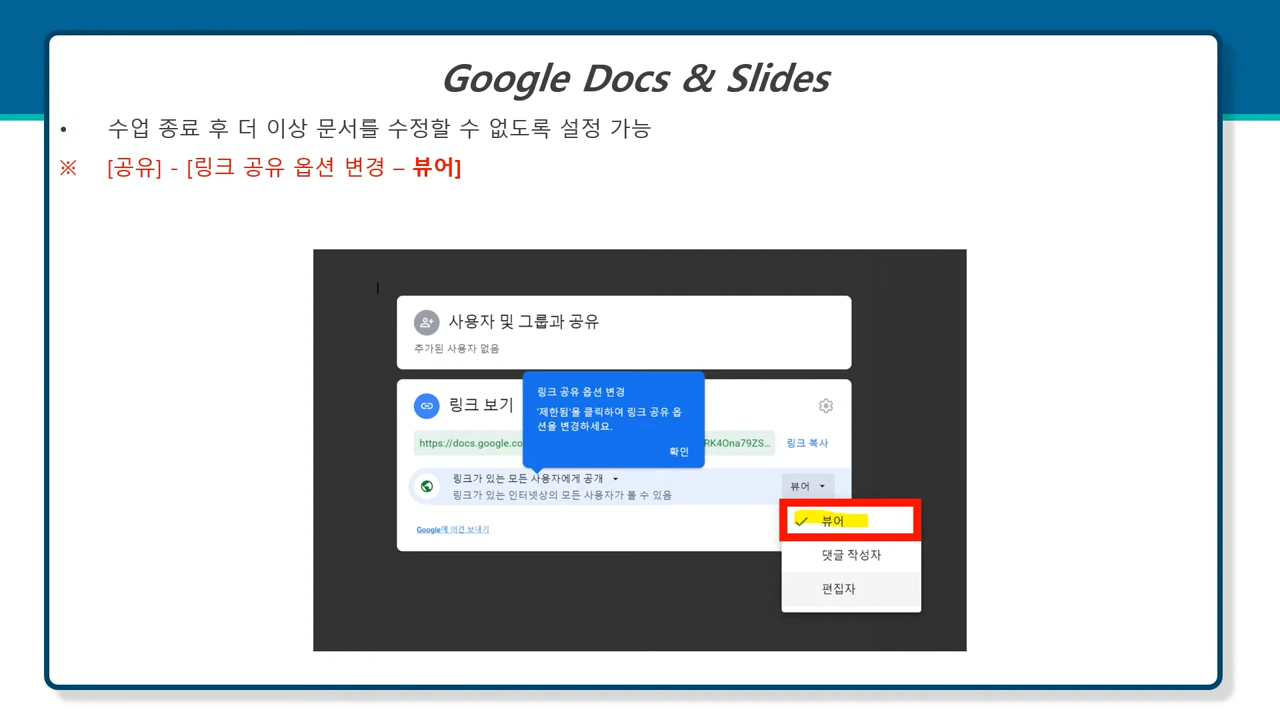 Google Docs & Slides
• 수업 종료 후 더 이상 문서를 수정할 수 없도록 설정 가능
※ [공유] - [링크 공유 옵션 변경 – 뷰어]
사용자 및 그룹과 공유
추가된 사용자 없음
링크 보기
링크 공유 옵션 변경
'제한됨'을 클릭하여 링크 공유 옵
션을 변경하세요.
확인
https://docs.google.co
RK4Ona79ZS...
링크 복사
링크가 있는 모든 사용자에게 공개
링크가 있는 인터넷상의 모든 사용자가 볼 수 있음
뷰어
Google에 의견 보내기
뷰어
댓글 작성자
편집자